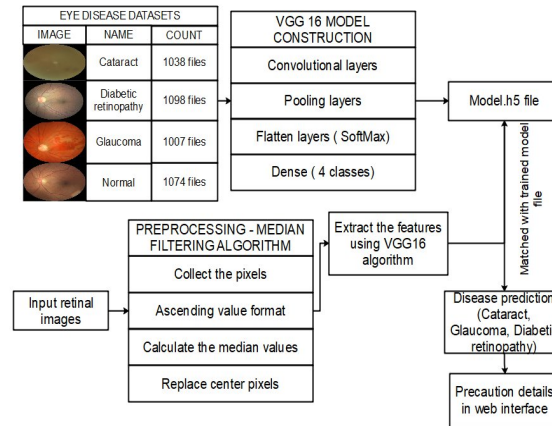 EYE DISEASE DATASETS
IMAGE NAME COUNT
Cataract 1038 files
Diabetic
retinopathy
1098 files
Glaucoma 1007 files
Normal 1074 files
VGG 16 MODEL
CONSTRUCTION
Convolutional layers
Pooling layers
Flatten layers ( SoftMax)
Dense ( 4 classes)
Model.h5 file
Matched with trained model
file
Input retinal
images
PREPROCESSING - MEDIAN
FILTERING ALGORITHM
Collect the pixels
Ascending value format
Calculate the median values
Replace center pixels
Extract the features
using VGG16
algorithm
Disease prediction
(Cataract,
Glaucoma, Diabeti
retinopathy)
Precaution details
in web interface